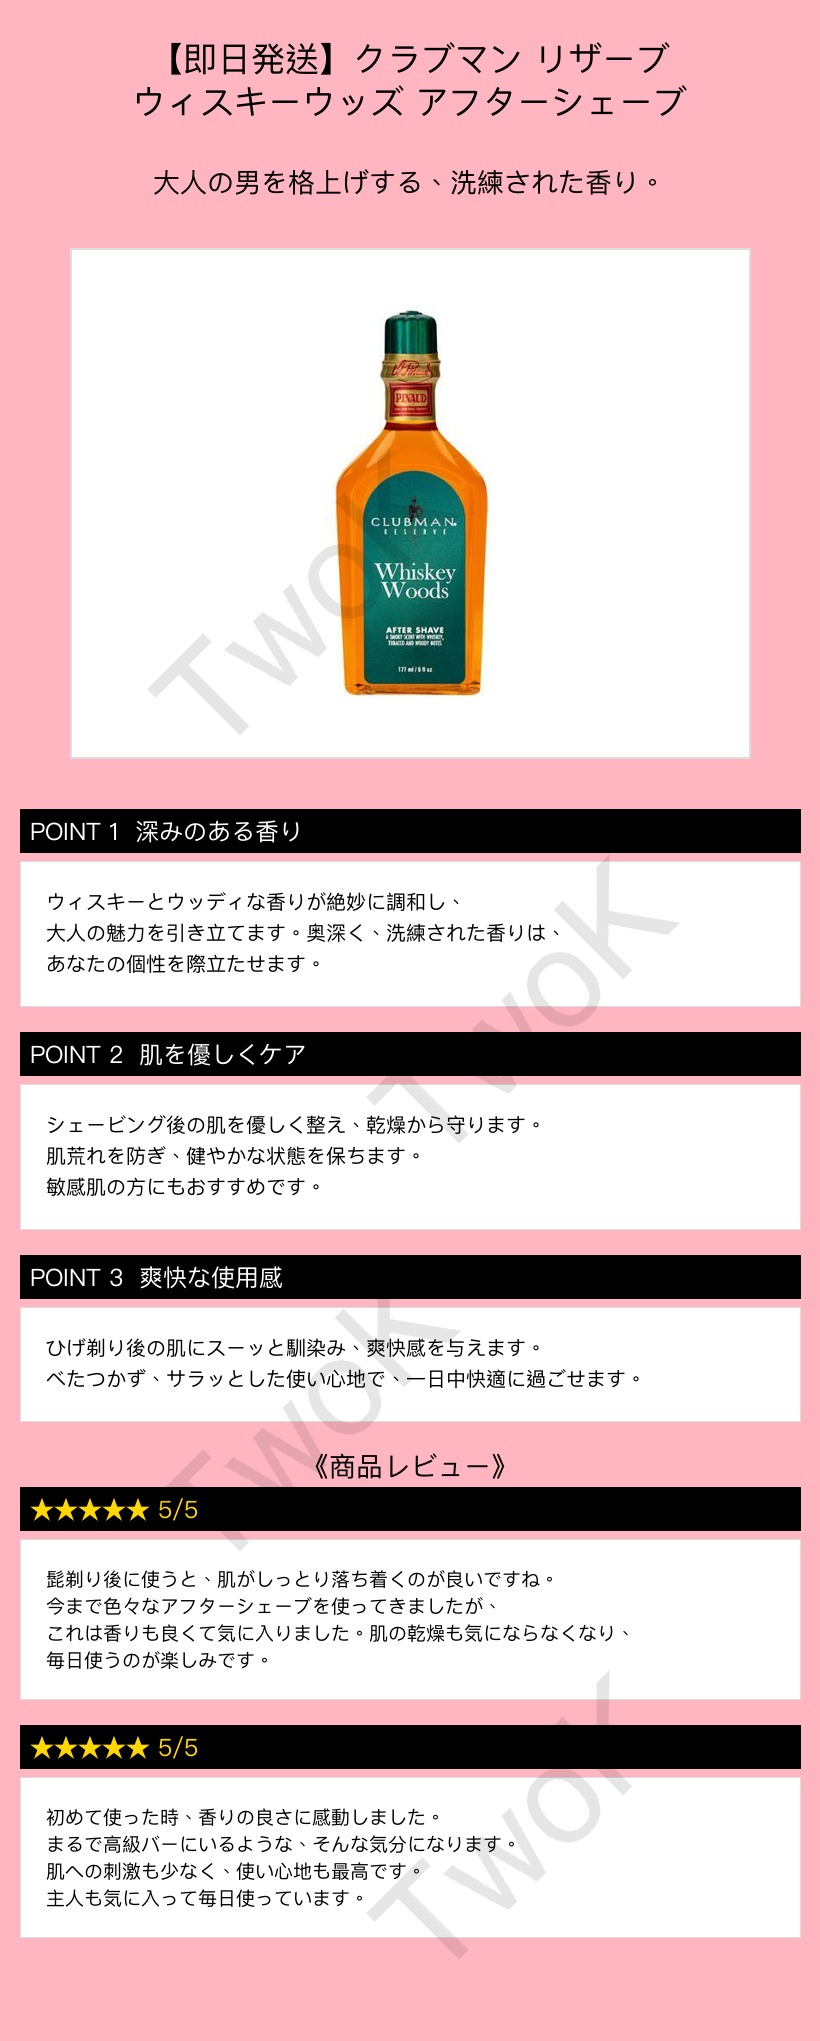 【即日発送】クラブマン リザーブ
ウィスキーウッズ アフターシェーブ
大人の男を格上げする、洗練された香り。
PINAUD
CLUBMAN
RESERVE
Whiskey
Woods
AFTER SHAVE
A SMOKY SCENT WITH WHISKEY,
TOBACCO AND WOODY NOTES
177 ml / 6 fl oz
TwoK
POINT 1 深みのある香り
ウィスキーとウッディな香りが絶妙に調和し、
大人の魅力を引き立てます。奥深く、洗練された香りは、
あなたの個性を際立たせます。
TwoK
POINT 2 肌を優しくケア
シェービング後の肌を優しく整え、乾燥から守ります。
肌荒れを防ぎ、健やかな状態を保ちます。
敏感肌の方にもおすすめです。
POINT 3 爽快な使用感
ひげ剃り後の肌にスーッと馴染み、爽快感を与えます。
べたつかず、サラッとした使い心地で、一日中快適に過ごせます。
TwoK
《商品レビュー》
★★★★★ 5/5
髭剃り後に使うと、肌がしっとり落ち着くのが良いですね。
今まで色々なアフターシェーブを使ってきましたが、
これは香りも良くて気に入りました。肌の乾燥も気にならなくなり、
毎日使うのが楽しみです。
★★★★★ 5/5
初めて使った時、香りの良さに感動しました。
まるで高級バーにいるような、そんな気分になります。
肌への刺激も少なく、使い心地も最高です。
主人も気に入って毎日使っています。
TwoK